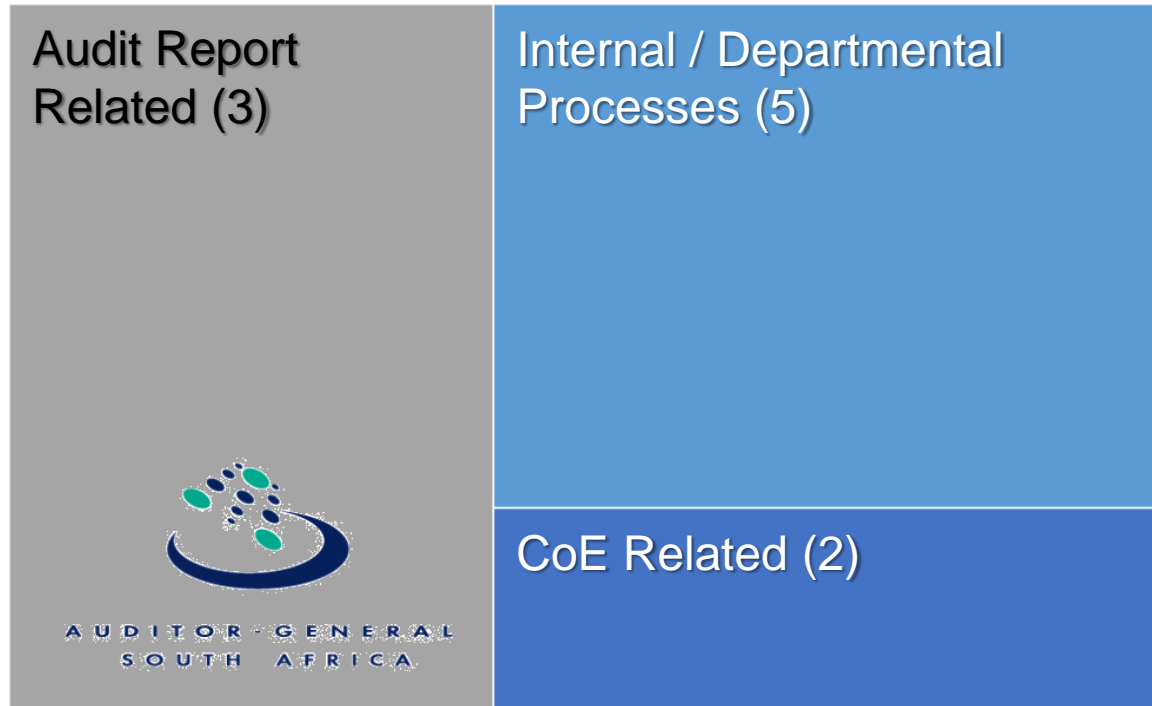 Audit Report
Related (3)
Internal / Departmental
Processes (5)
CoE Related (2)
AUDITOR-GENERAL
SOUTH AFRICA